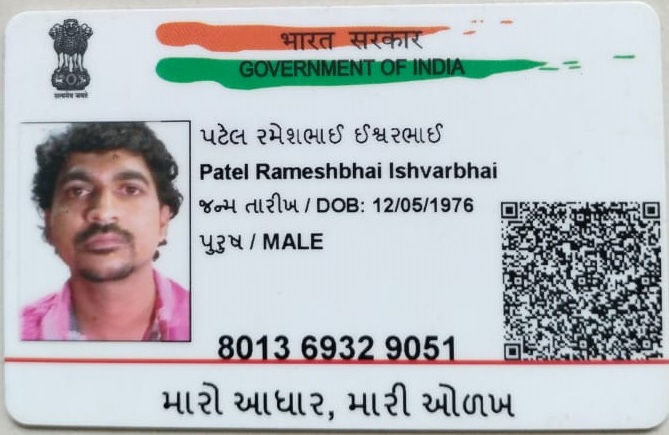 भारत सरकार
GOVERNMENT OF INDIA
सत्यमेव जयते
પટેલ રમેશભાઈ ઈશ્વરભાઈ
Patel Rameshbhai Ishvarbhai
જન્મ તારીખ / DOB: 12/05/1976
પુરુષ / MALE
8013 6932 9051
મારો આધાર, મારી ઓળખ